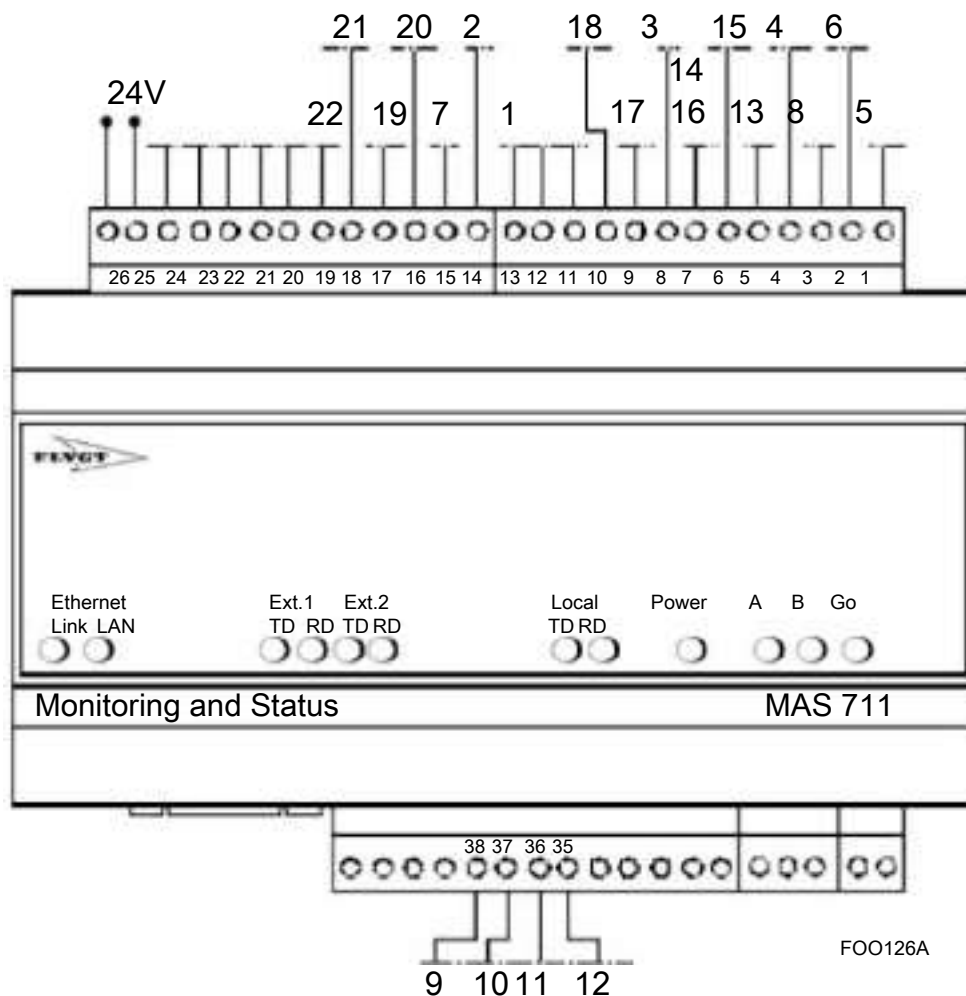 21 20 2 18 3 15 4 6
14
24V 22 19 7 1 17 16 13 8 5
26 25 24 23 22 21 20 19 18 17 16 15 14 13 12 11 10 9 8 7 6 5 4 3 2 1
FLYGT
Ethernet Ext.1 Ext.2 Local Power A B Go
Link LAN TD RD TD RD TD RD
Monitoring and Status MAS 711
38 37 36 35
FOO126A
9 10 11 12